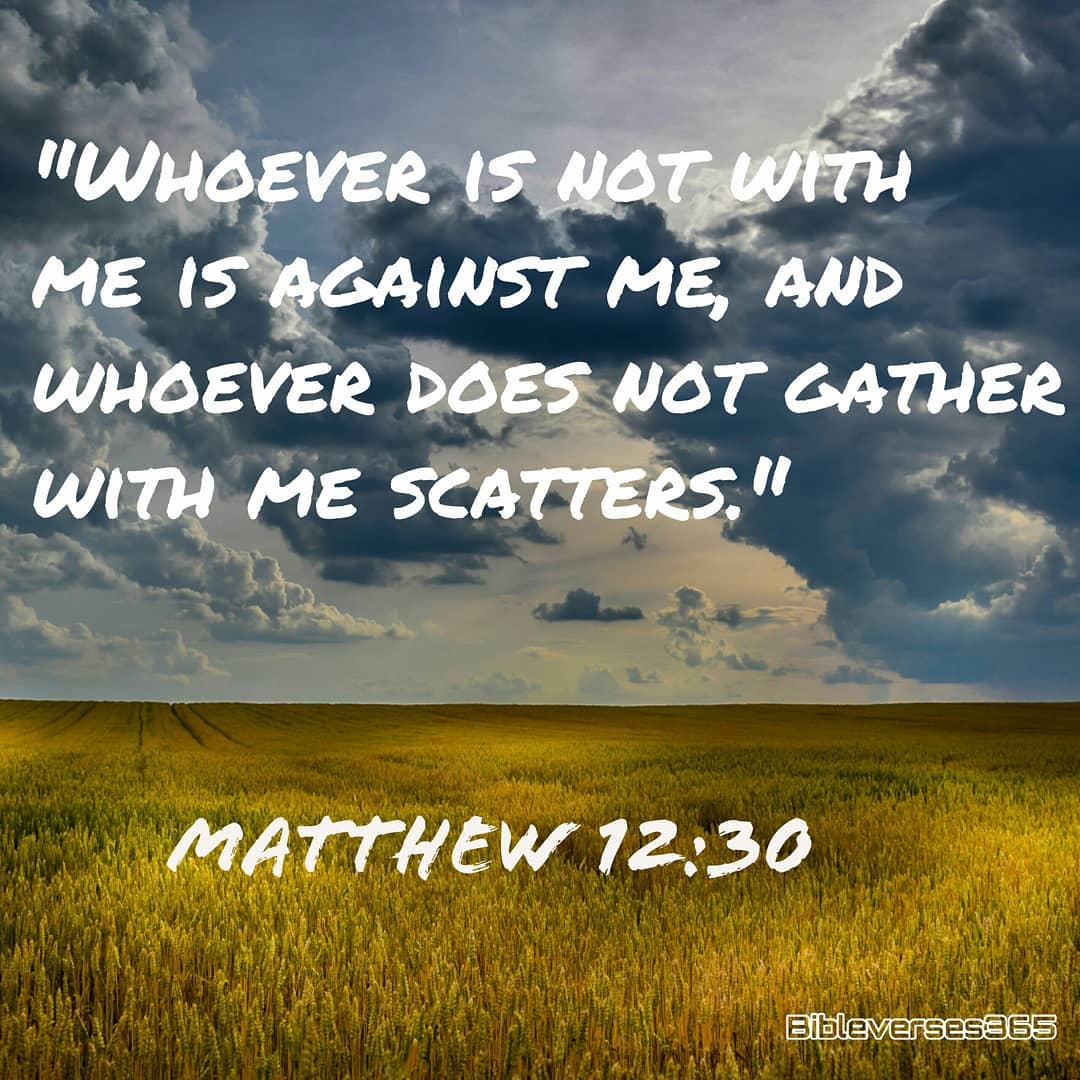 "Whoever is not with
me is against me, and
whoever does not gather
with me scatters."
Matthew 12:30
Bibleverses365